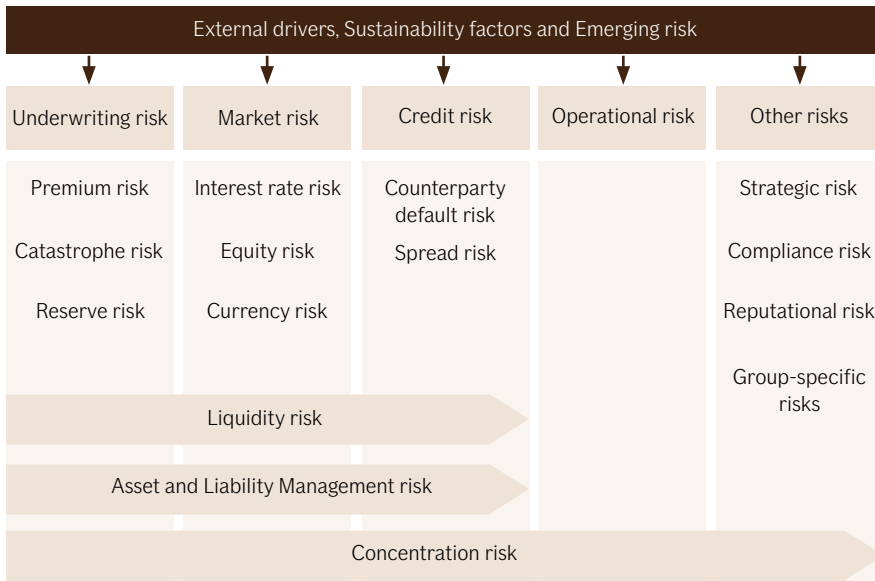 External drivers, Sustainability factors and Emerging risk
Underwriting risk
Market risk
Credit risk
Operational risk
Other risks
Premium risk
Catastrophe risk
Reserve risk
Interest rate risk
Equity risk
Currency risk
Counterparty
default risk
Spread risk
Strategic risk
Compliance risk
Reputational risk
Group-specific
risks
Liquidity risk
Asset and Liability Management risk
Concentration risk